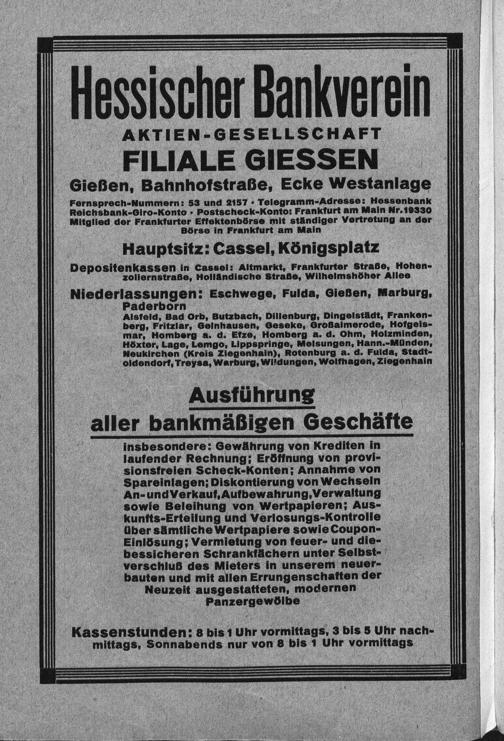 Hessischer Bankverein
AKTIEN-GESELLSCHAFT
FILIALE GIESSEN
Gießen, Bahnhofstraße, Ecke Westanlage
Fernsprech-Nummern: 53 und 2157 • Telegramm-Adresse: Hessenbank
Reichsbank-Giro-Konto • Postscheck-Konto: Frankfurt am Main Nr. 19330
Mitglied der Frankfurter Effektenbörse mit ständiger Vertretung an der
Börse in Frankfurt am Main
Hauptsitz: Cassel, Königsplatz
Depositenkassen in Cassel: Altmarkt, Frankfurter Straße, Hohen-
zollernstraße, Holländische Straße, Wilhelmshöher Allee
Niederlassungen: Eschwege, Fulda, Gießen, Marburg,
Paderborn
Alsfeld, Bad Orb, Butzbach, Dillenburg, Dingelstädt, Franken-
berg, Fritzlar, Gelnhausen, Geseke, Großalmerode, Hofgeis-
mar, Homberg a. d. Efze, Homberg a. d. Ohm, Holzminden,
Höxter, Lage, Lemgo, Lippspringe, Melsungen, Hann.-Münden,
Neukirchen (Kreis Ziegenhain), Rotenburg a. d. Fulda, Stadt-
oldendorf, Treysa, Warburg, Wildungen, Wolfhagen, Ziegenhain
Ausführung
aller bankmäßigen Geschäfte
insbesondere: Gewährung von Krediten in
laufender Rechnung; Eröffnung von provi-
sionsfreien Scheck-Konten; Annahme von
Spareinlagen; Diskontierung von Wechseln
An- und Verkauf, Aufbewahrung, Verwaltung
sowie Beleihung von Wertpapieren; Aus-
kunfts-Erteilung und Verlosungs-Kontrolle
über sämtliche Wertpapiere sowie Coupon-
Einlösung; Vermietung von feuer- und die-
bessicheren Schrankfächern unter Selbst-
verschluß des Mieters in unserem neuer-
bauten und mit allen Errungenschaften der
Neuzeit ausgestatteten, modernen
Panzergewölbe
Kassenstunden: 8 bis 1 Uhr vormittags, 3 bis 5 Uhr nach-
mittags, Sonnabends nur von 8 bis 1 Uhr vormittags